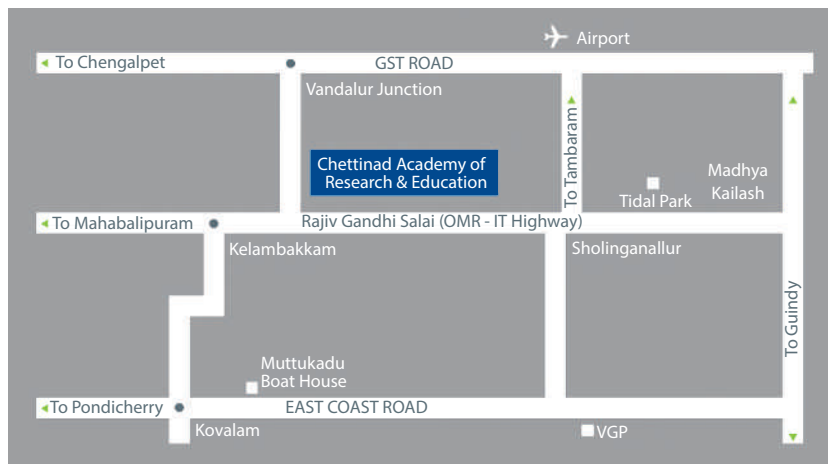 Airport
To Chengalpet
GST ROAD
Vandalur Junction
To Tambaram
Chettinad Academy of
Research & Education
Madhya
Kailash
Tidal Park
To Mahabalipuram
Rajiv Gandhi Salai (OMR - IT Highway)
Kelambakkam
Sholinganallur
To Guindy
Muttukadu
Boat House
To Pondicherry
EAST COAST ROAD
Kovalam
VGP